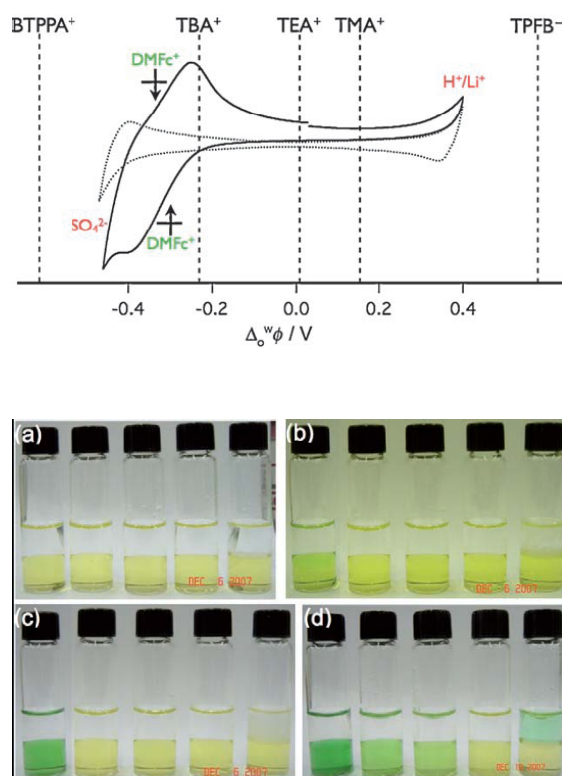 BTPPA⁺ TBA⁺ TEA⁺ TMA⁺ TPFB⁻
DMFc⁺
H⁺/Li⁺
SO₄²⁻
DMFc⁺
-0.4 -0.2 0.0 0.2 0.4
Δₒʷϕ / V
(a) (b)
DEC 6 2007 DEC 6 2007
(c) (d)
DEC 6 2007 DEC 2007